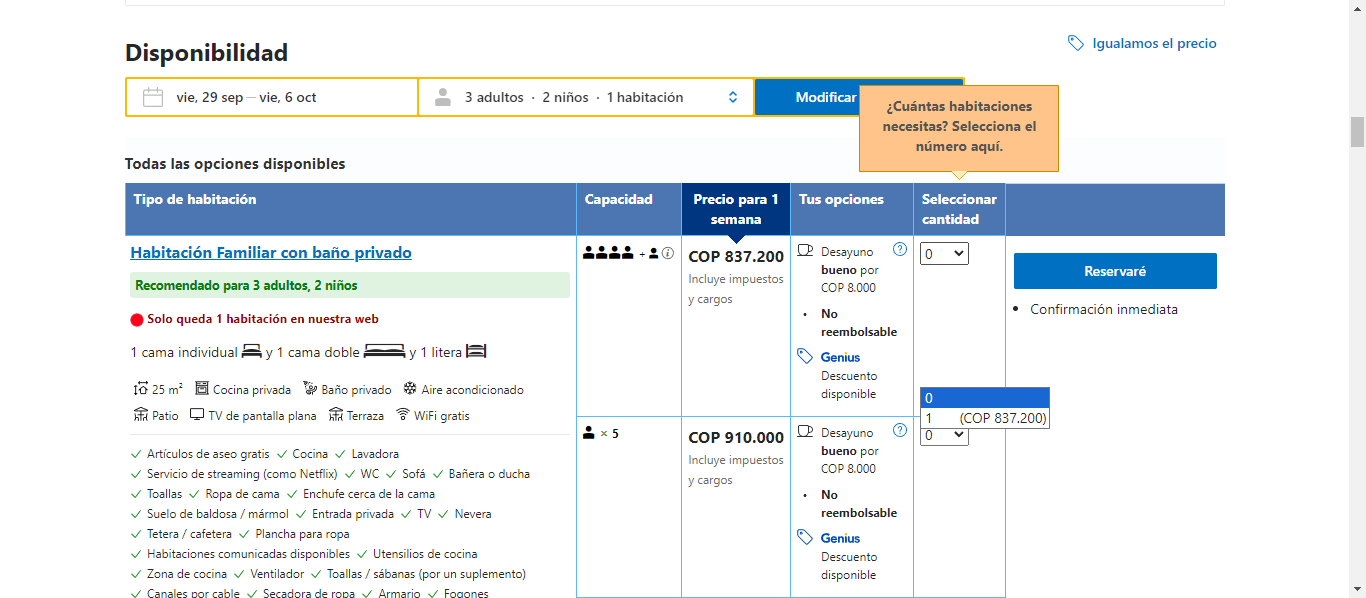 Disponibilidad
Igualamos el precio
vie, 29 sep — vie, 6 oct
3 adultos · 2 niños · 1 habitación
Modificar
¿Cuántas habitaciones
necesitas? Selecciona el
número aquí.
Todas las opciones disponibles
Tipo de habitación
Capacidad
Precio para 1
semana
Tus opciones
Seleccionar
cantidad
Habitación Familiar con baño privado
Recomendado para 3 adultos, 2 niños
Solo queda 1 habitación en nuestra web
1 cama individual y 1 cama doble y 1 litera
25 m² Cocina privada Baño privado Aire acondicionado
Patio TV de pantalla plana Terraza WiFi gratis
✓ Artículos de aseo gratis ✓ Cocina ✓ Lavadora
✓ Servicio de streaming (como Netflix) ✓ WC ✓ Sofá ✓ Bañera o ducha
✓ Toallas ✓ Ropa de cama ✓ Enchufe cerca de la cama
✓ Suelo de baldosa / mármol ✓ Entrada privada ✓ TV ✓ Nevera
✓ Tetera / cafetera ✓ Plancha para ropa
✓ Habitaciones comunicadas disponibles ✓ Utensilios de cocina
✓ Zona de cocina ✓ Ventilador ✓ Toallas / sábanas (por un suplemento)
✓ Canales por cable ✓ Secadora de ropa ✓ Armario ✓ Fogones
+
COP 837.200
Incluye impuestos
y cargos
Desayuno ?
bueno por
COP 8.000
• No
reembolsable
Genius
Descuento
disponible
0
Reservaré
• Confirmación inmediata
0
1 (COP 837.200)
× 5
COP 910.000
Incluye impuestos
y cargos
Desayuno ?
bueno por
COP 8.000
• No
reembolsable
Genius
Descuento
disponible
0